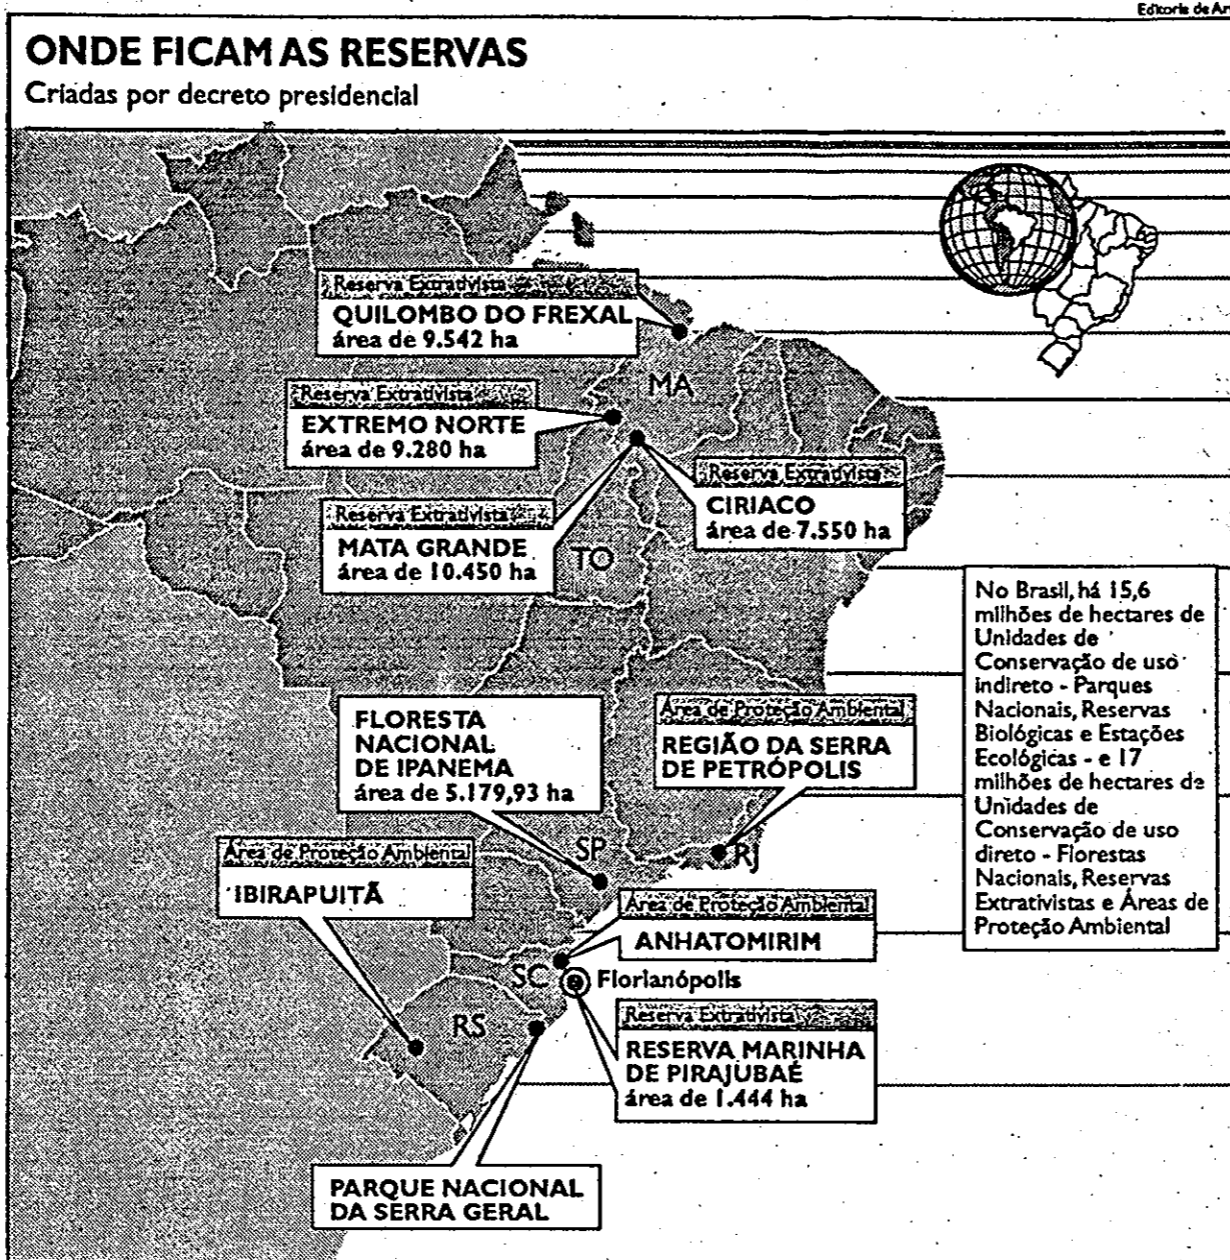 Editoria de Ar
ONDE FICAM AS RESERVAS
Criadas por decreto presidencial
Reserva Extrativista
QUILOMBO DO FREXAL
área de 9.542 ha
MA
Reserva Extrativista
EXTREMO NORTE
área de 9.280 ha
Reserva Extrativista
CIRIACO
área de 7.550 ha
Reserva Extrativista
MATA GRANDE
área de 10.450 ha
TO
No Brasil, há 15,6
milhões de hectares de
Unidades de
Conservação de uso
indireto - Parques
Nacionais, Reservas
Biológicas e Estações
Ecológicas - e 17
milhões de hectares de
Unidades de
Conservação de uso
direto - Florestas
Nacionais, Reservas
Extrativistas e Áreas de
Proteção Ambiental
FLORESTA
NACIONAL
DE IPANEMA
área de 5.179,93 ha
Área de Proteção Ambiental
REGIÃO DA SERRA
DE PETRÓPOLIS
SP
RJ
Área de Proteção Ambiental
IBIRAPUITÃ
Área de Proteção Ambiental
ANHATOMIRIM
SC
Florianópolis
RS
Reserva Extrativista
RESERVA MARINHA
DE PIRAJUBAÉ
área de 1.444 ha
PARQUE NACIONAL
DA SERRA GERAL